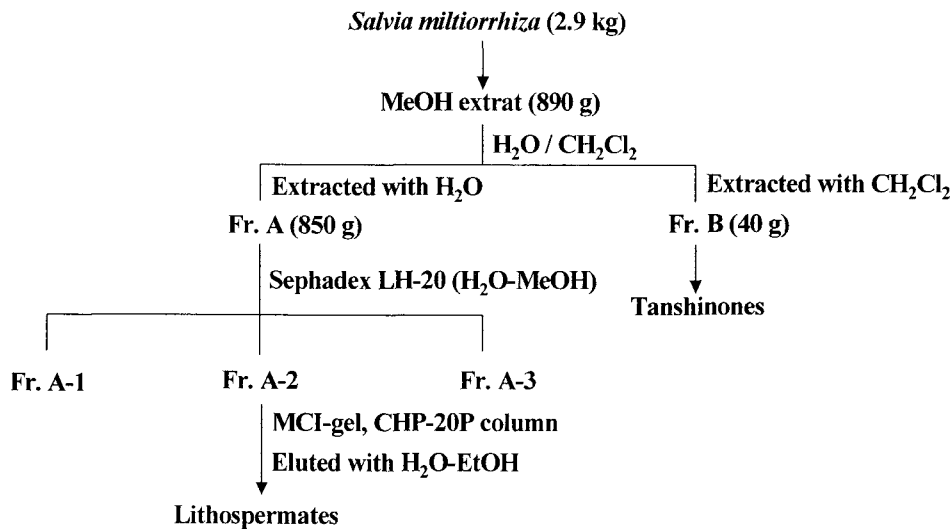 Salvia miltiorrhiza (2.9 kg)
MeOH extrat (890 g)
H₂O / CH₂Cl₂
Extracted with H₂O
Extracted with CH₂Cl₂
Fr. A (850 g)
Fr. B (40 g)
Sephadex LH-20 (H₂O-MeOH)
Tanshinones
Fr. A-1
Fr. A-2
Fr. A-3
MCI-gel, CHP-20P column
Eluted with H₂O-EtOH
Lithospermates